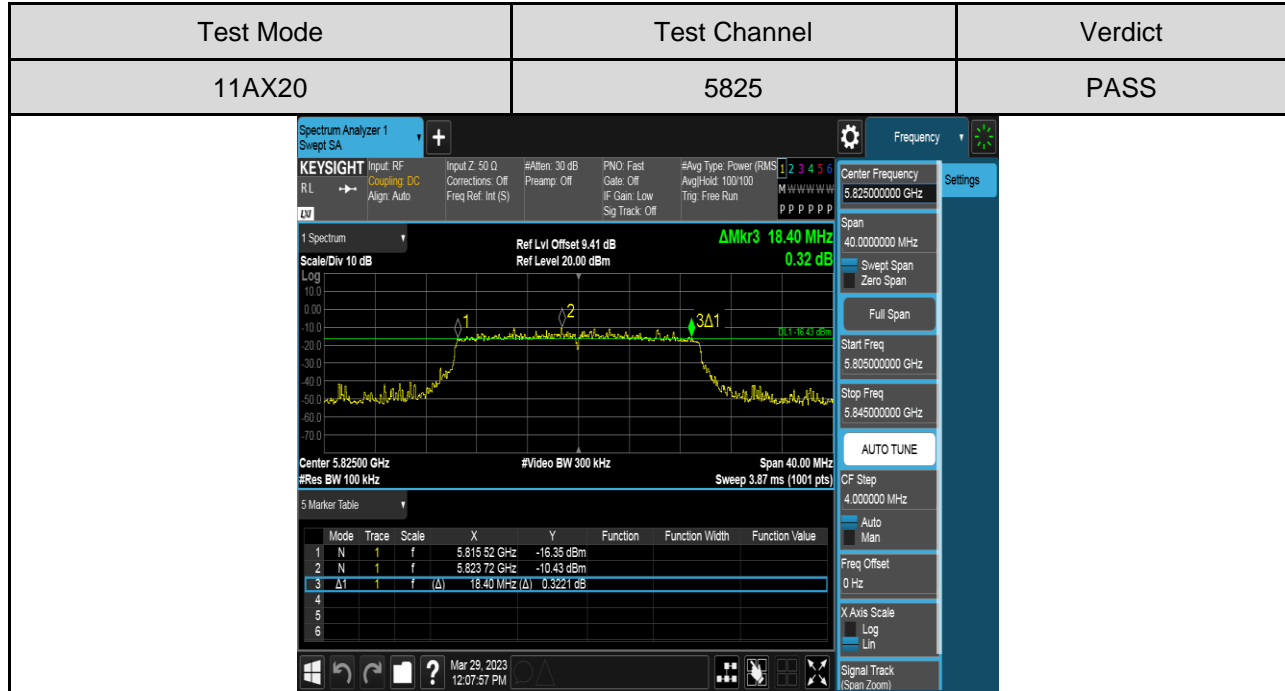 Test Mode Test Channel Verdict
11AX20 5825 PASS
Spectrum Analyzer 1
Swept SA
+
Frequency
KEYSIGHT Input: RF Input Z: 50 Ω #Atten: 30 dB PNO: Fast #Avg Type: Power (RMS 1 2 3 4 5 6
RL Coupling: DC Corrections: Off Preamp: Off Gate: Off Avg|Hold: 100/100 M W W W W W
Align: Auto Freq Ref: Int (S) IF Gain: Low Trig: Free Run
LXI Sig Track: Off P P P P P P
1 Spectrum Ref Lvl Offset 9.41 dB ΔMkr3 18.40 MHz
Scale/Div 10 dB Ref Level 20.00 dBm 0.32 dB
Log
10.0
0.00
-10.0
-20.0
-30.0
-40.0
-50.0
-60.0
-70.0
1
2
3Δ1
DL1 -16.43 dBm
Center 5.82500 GHz #Video BW 300 kHz Span 40.00 MHz
#Res BW 100 kHz Sweep 3.87 ms (1001 pts)
5 Marker Table
Mode Trace Scale X Y Function Function Width Function Value
1 N 1 f 5.815 52 GHz -16.35 dBm
2 N 1 f 5.823 72 GHz -10.43 dBm
3 Δ1 1 f (Δ) 18.40 MHz (Δ) 0.3221 dB
4
5
6
?
Mar 29, 2023
12:07:57 PM
Center Frequency
5.825000000 GHz
Settings
Span
40.0000000 MHz
Swept Span
Zero Span
Full Span
Start Freq
5.805000000 GHz
Stop Freq
5.845000000 GHz
AUTO TUNE
CF Step
4.000000 MHz
Auto
Man
Freq Offset
0 Hz
X Axis Scale
Log
Lin
Signal Track
(Span Zoom)